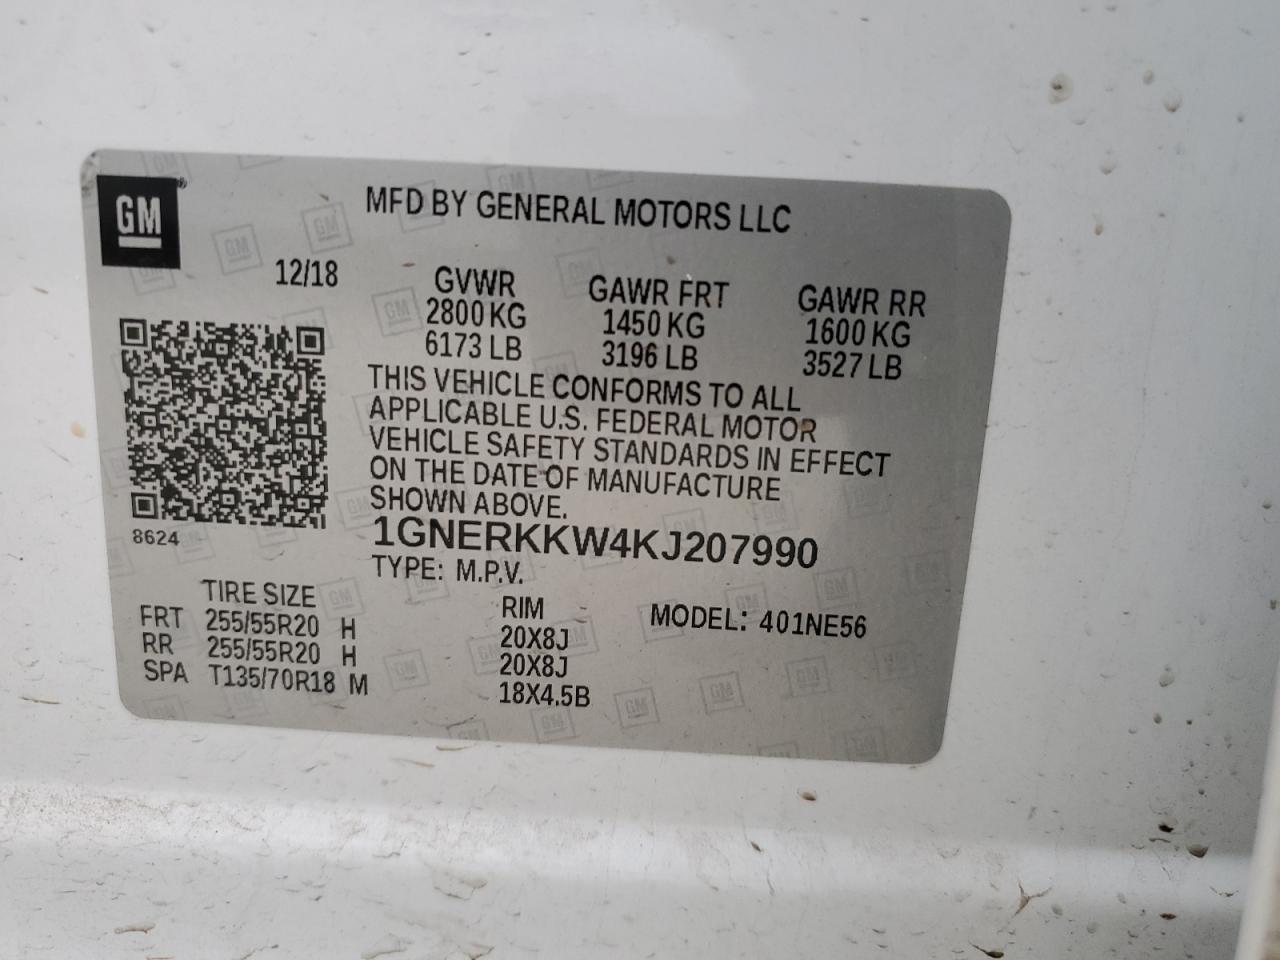 GM
MFD BY GENERAL MOTORS LLC
12/18 GVWR GAWR FRT GAWR RR
2800 KG 1450 KG 1600 KG
6173 LB 3196 LB 3527 LB
THIS VEHICLE CONFORMS TO ALL
APPLICABLE U.S. FEDERAL MOTOR
VEHICLE SAFETY STANDARDS IN EFFECT
ON THE DATE OF MANUFACTURE
SHOWN ABOVE.
8624
1GNERKKW4KJ207990
TYPE: M.P.V.
TIRE SIZE RIM MODEL: 401NE56
FRT 255/55R20 H 20X8J
RR 255/55R20 H 20X8J
SPA T135/70R18 M 18X4.5B